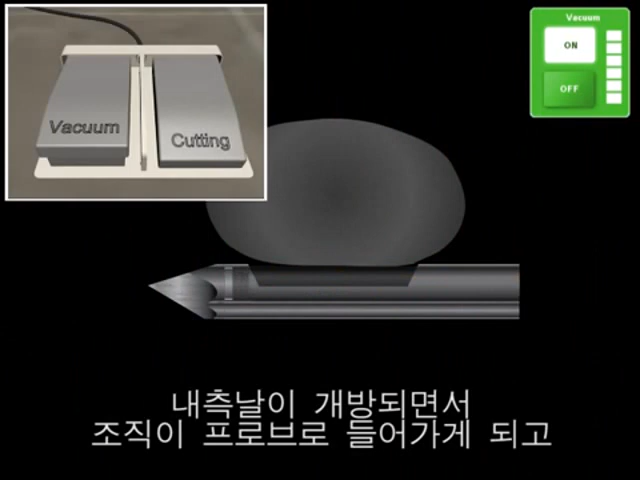 Vacuum
ON
OFF
Vacuum
Cutting
내측날이 개방되면서
조직이 프로브로 들어가게 되고